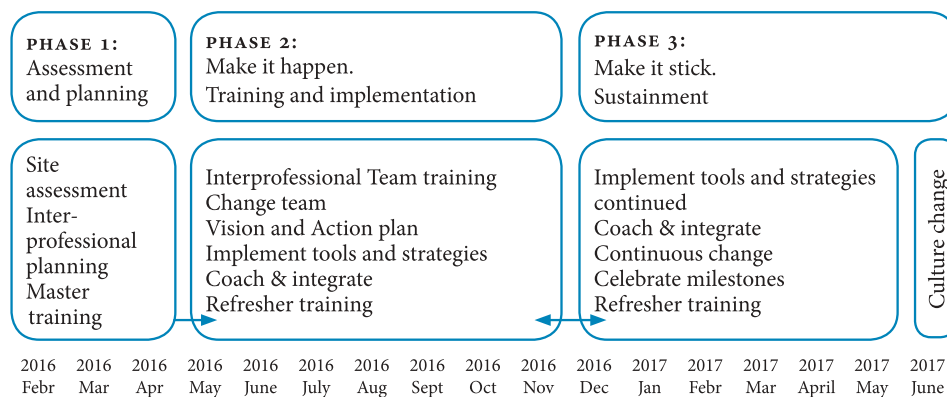 PHASE 1:
Assessment
and planning
PHASE 2:
Make it happen.
Training and implementation
PHASE 3:
Make it stick.
Sustainment
Site
assessment
Inter-
professional
planning
Master
training
Interprofessional Team training
Change team
Vision and Action plan
Implement tools and strategies
Coach & integrate
Refresher training
Implement tools and strategies
continued
Coach & integrate
Continuous change
Celebrate milestones
Refresher training
Culture change
2016 2016 2016 2016 2016 2016 2016 2016 2016 2016 2016 2017 2017 2017 2017 2017 2017
Febr Mar Apr May June July Aug Sept Oct Nov Dec Jan Febr Mar April May June